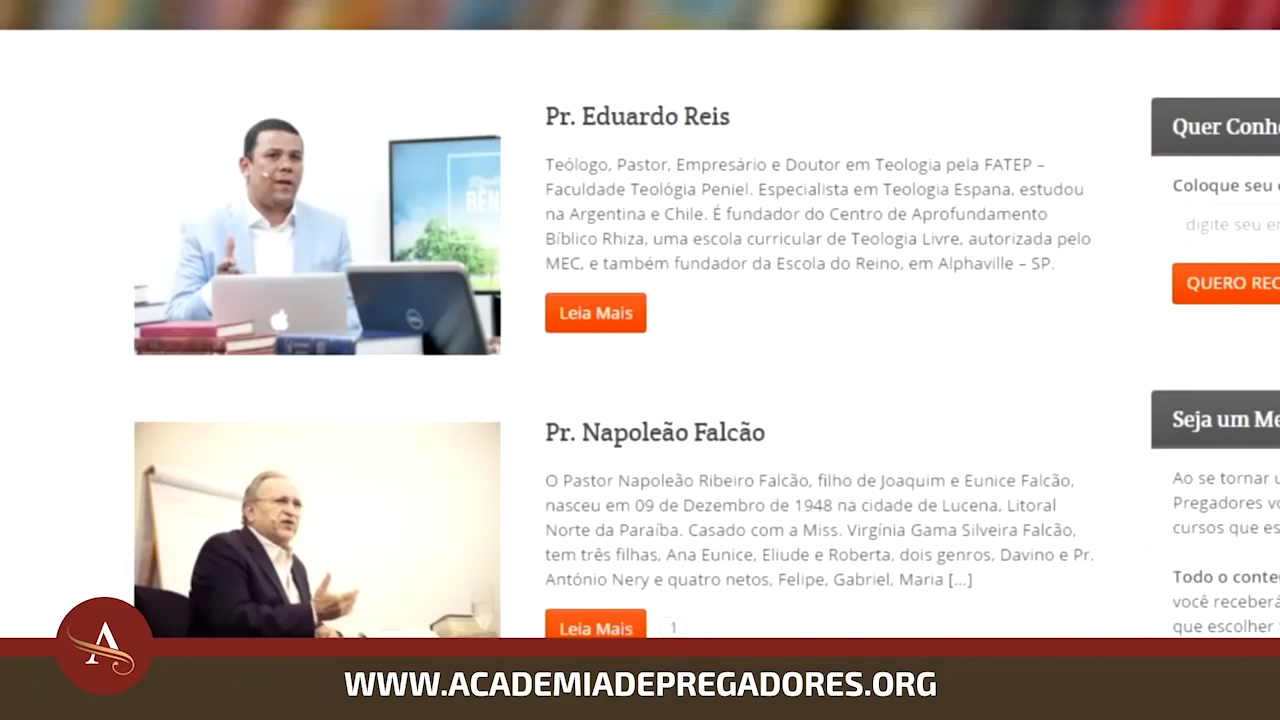 Pr. Eduardo Reis
Teólogo, Pastor, Empresário e Doutor em Teologia pela FATEP –
Faculdade Teológia Peniel. Especialista em Teologia Espana, estudou
na Argentina e Chile. É fundador do Centro de Aprofundamento
Bíblico Rhiza, uma escola curricular de Teologia Livre, autorizada pelo
MEC, e também fundador da Escola do Reino, em Alphaville – SP.
Leia Mais
Pr. Napoleão Falcão
O Pastor Napoleão Ribeiro Falcão, filho de Joaquim e Eunice Falcão,
nasceu em 09 de Dezembro de 1948 na cidade de Lucena, Litoral
Norte da Paraíba. Casado com a Miss. Virgínia Gama Silveira Falcão,
tem três filhas, Ana Eunice, Eliude e Roberta, dois genros, Davino e Pr.
António Nery e quatro netos, Felipe, Gabriel, Maria [...]
Leia Mais
1
Quer Conh
Coloque seu
digite seu
QUERO REC
Seja um Me
Ao se tornar
Pregadores vo
cursos que es
Todo o conte
você receberá
que escolher
BÊN
DELL
A
WWW.ACADEMIADEPREGADORES.ORG